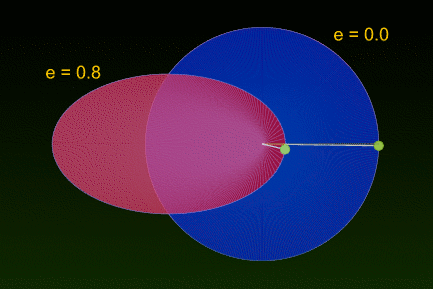 e = 0.0
e = 0.8